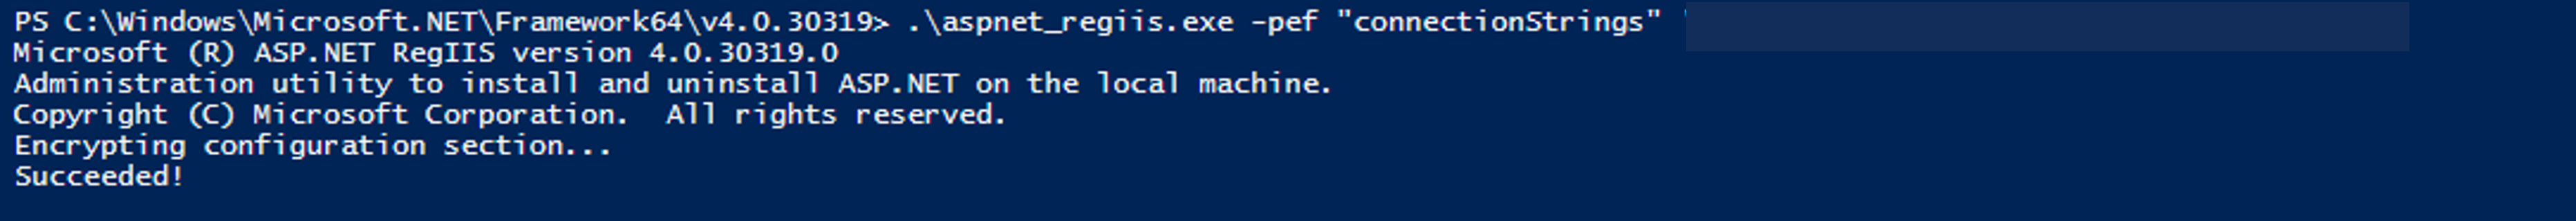 PS C:\Windows\Microsoft.NET\Framework64\v4.0.30319> .\aspnet_regiis.exe -pef "connectionStrings"
Microsoft (R) ASP.NET RegIIS version 4.0.30319.0
Administration utility to install and uninstall ASP.NET on the local machine.
Copyright (C) Microsoft Corporation.  All rights reserved.
Encrypting configuration section...
Succeeded!